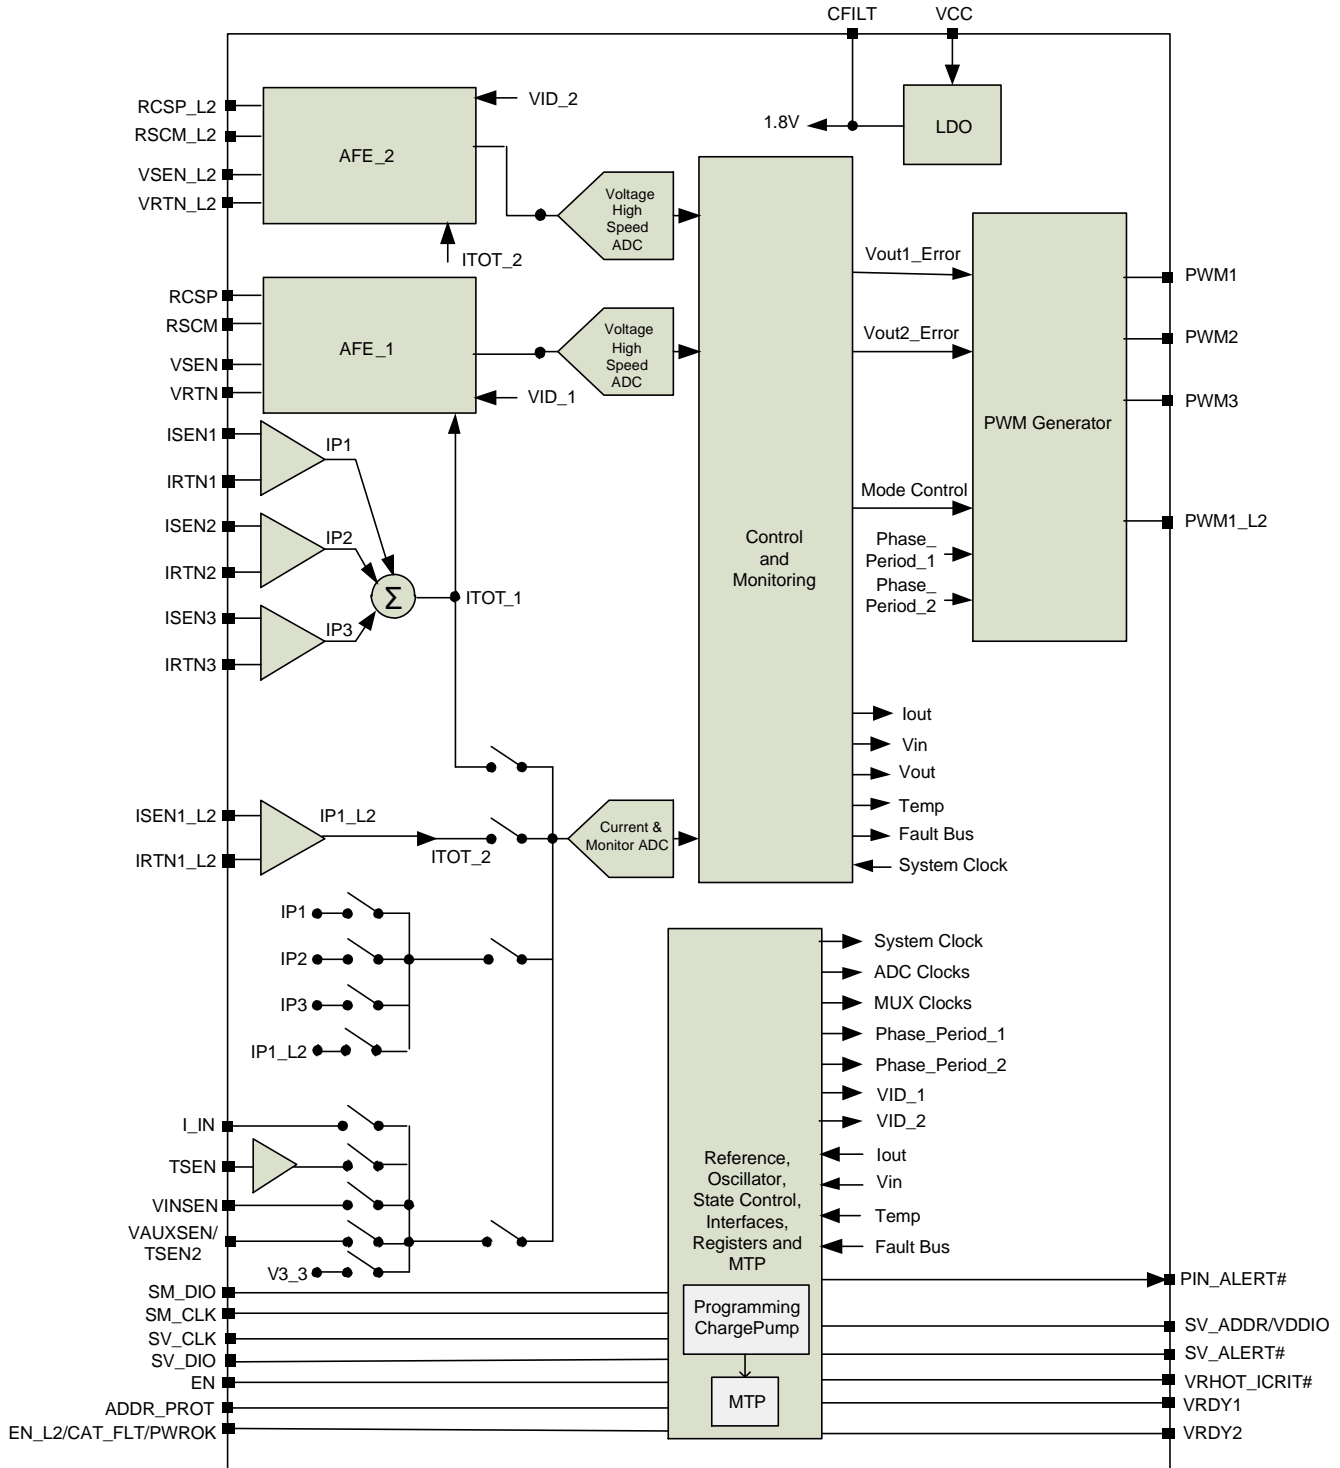 CFILT
VCC
RCSP_L2
RSCM_L2
VSEN_L2
VRTN_L2
AFE_2
VID_2
ITOT_2
1.8V
LDO
Voltage
High
Speed
ADC
RCSP
RSCM
VSEN
VRTN
AFE_1
VID_1
Voltage
High
Speed
ADC
ISEN1
IRTN1
ISEN2
IRTN2
ISEN3
IRTN3
IP1
IP2
IP3
Σ
ITOT_1
Control
and
Monitoring
Vout1_Error
Vout2_Error
Mode Control
Phase_
Period_1
Phase_
Period_2
PWM Generator
PWM1
PWM2
PWM3
PWM1_L2
Iout
Vin
Vout
Temp
Fault Bus
System Clock
ISEN1_L2
IRTN1_L2
IP1_L2
ITOT_2
Current &
Monitor ADC
IP1
IP2
IP3
IP1_L2
I_IN
TSEN
VINSEN
VAUXSEN/
TSEN2
V3_3
SM_DIO
SM_CLK
SV_CLK
SV_DIO
EN
ADDR_PROT
EN_L2/CAT_FLT/PWROK
Reference,
Oscillator,
State Control,
Interfaces,
Registers and
MTP
Programming
ChargePump
MTP
System Clock
ADC Clocks
MUX Clocks
Phase_Period_1
Phase_Period_2
VID_1
VID_2
Iout
Vin
Temp
Fault Bus
PIN_ALERT#
SV_ADDR/VDDIO
SV_ALERT#
VRHOT_ICRIT#
VRDY1
VRDY2